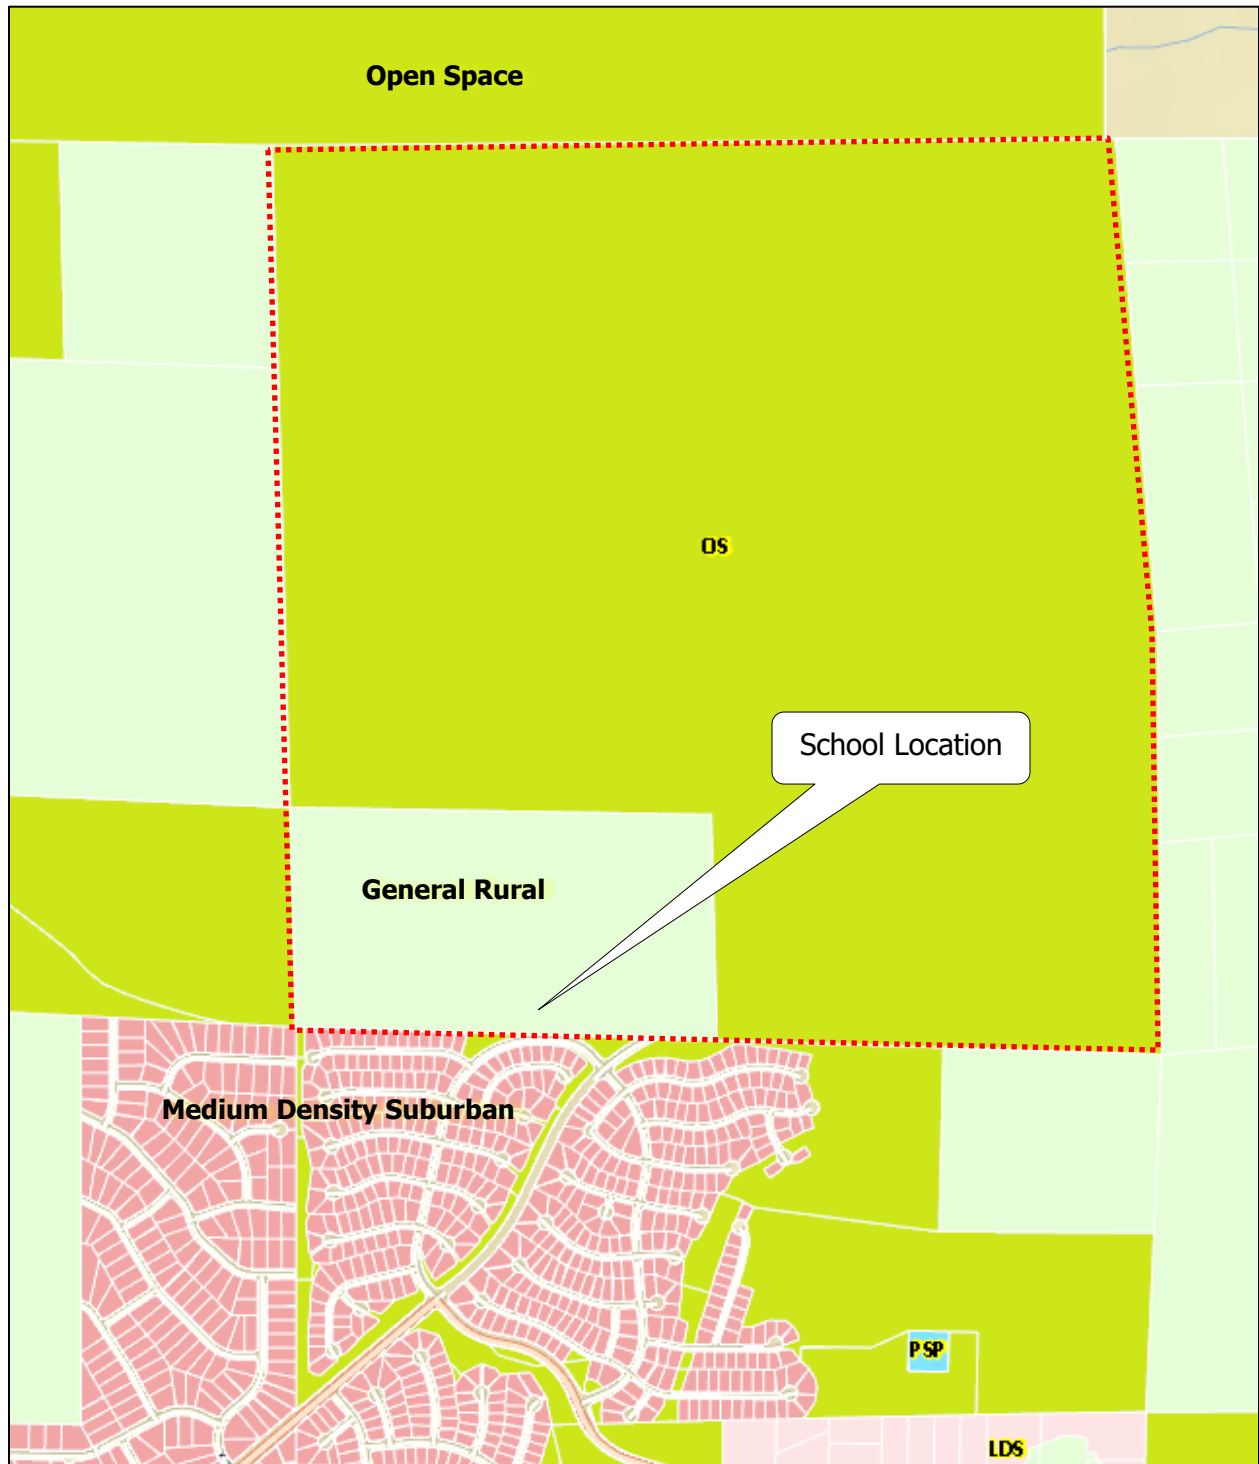 Open Space
OS
School Location
General Rural
Medium Density Suburban
PSP
LDS